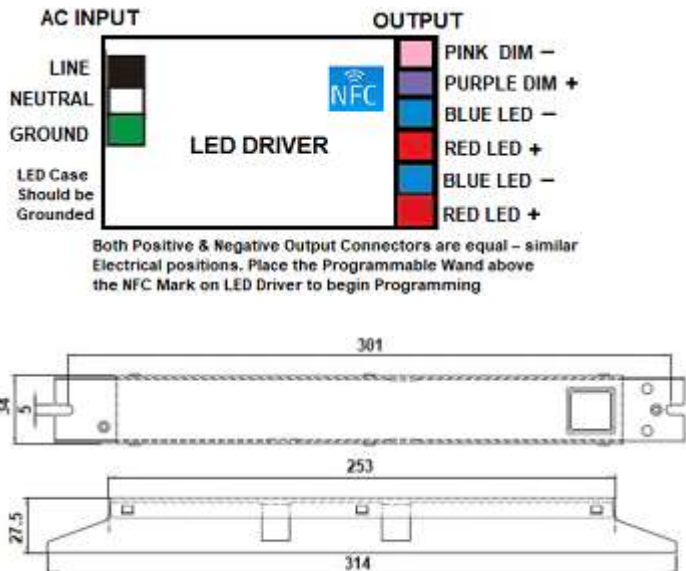 AC INPUT
OUTPUT
LINE
NEUTRAL
GROUND
LED Case
Should be
Grounded
NFC
LED DRIVER
PINK DIM −
PURPLE DIM +
BLUE LED −
RED LED +
BLUE LED −
RED LED +
Both Positive & Negative Output Connectors are equal – similar
Electrical positions. Place the Programmable Wand above
the NFC Mark on LED Driver to begin Programming
301
34
5
253
27.5
314